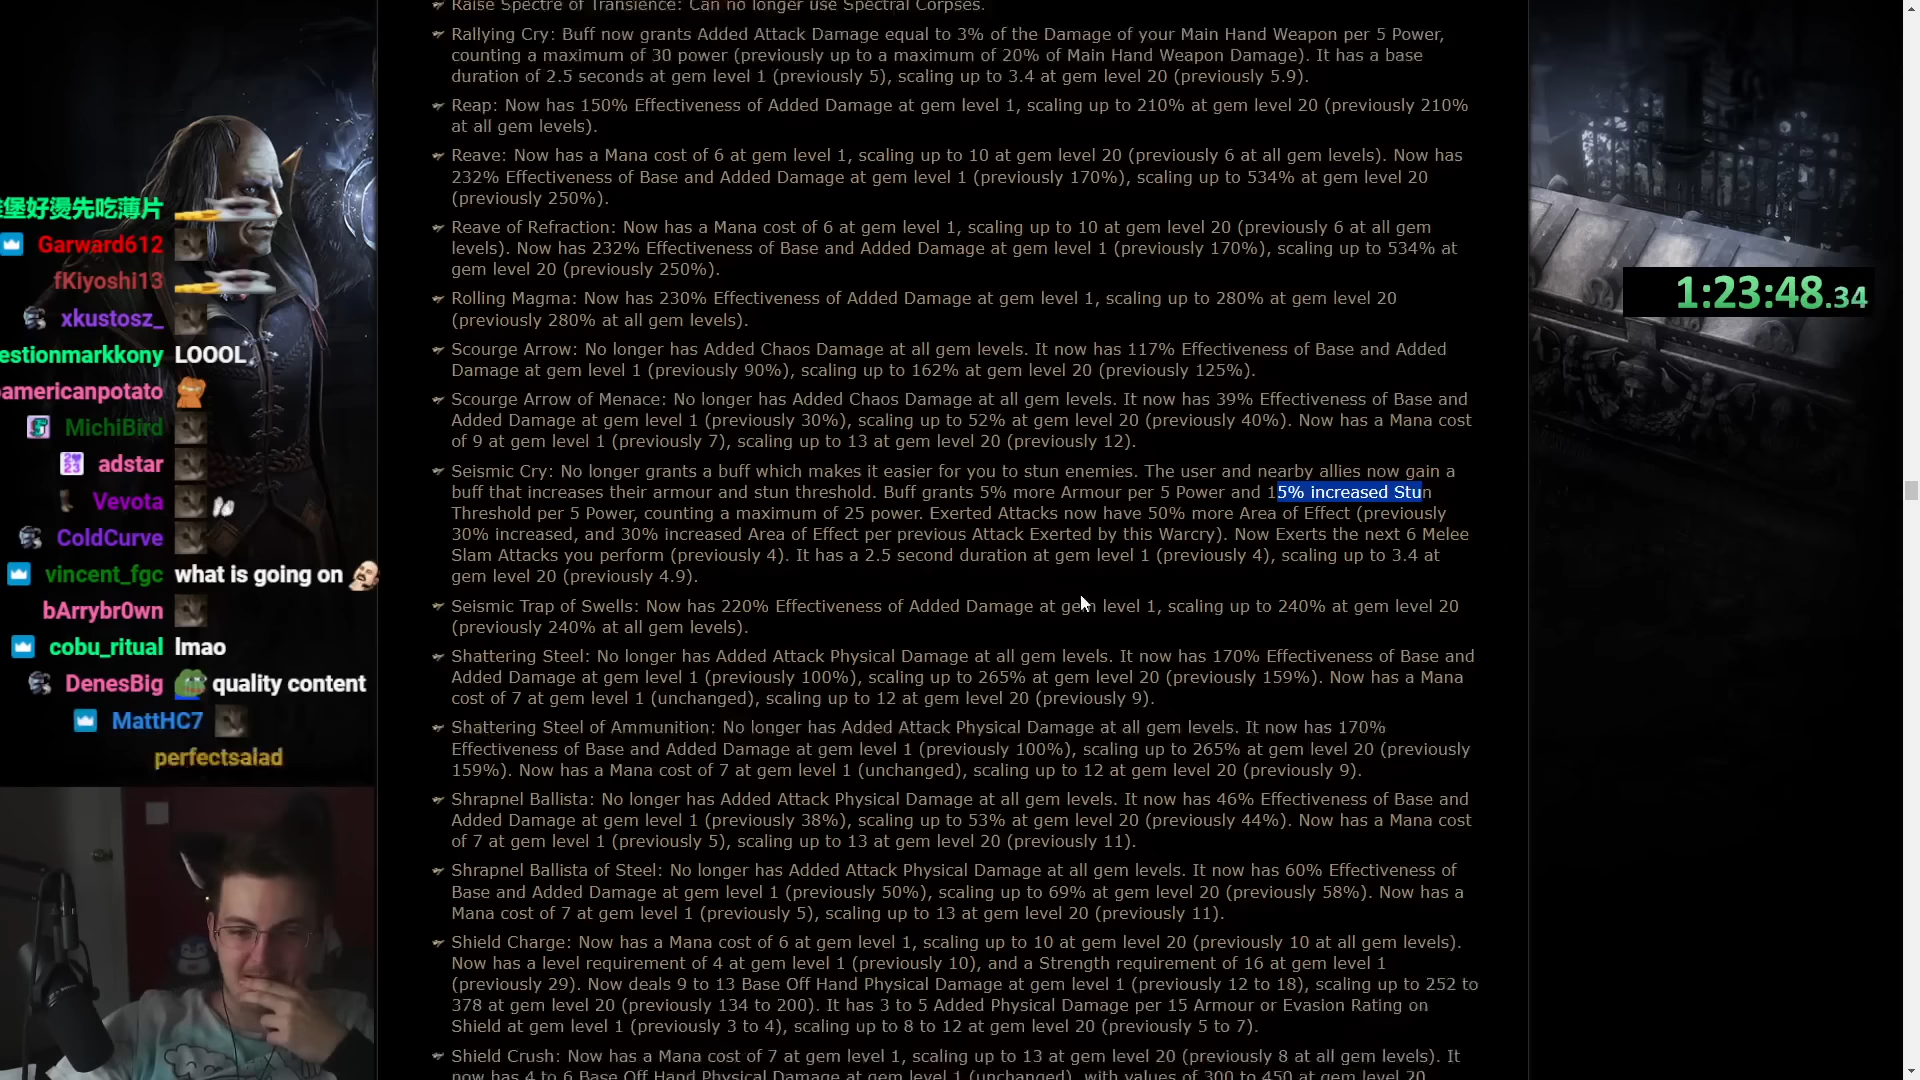 Raise Spectre of Transience: Can no longer use Spectral Corpses.
Rallying Cry: Buff now grants Added Attack Damage equal to 3% of the Damage of your Main Hand Weapon per 5 Power,
counting a maximum of 30 power (previously up to a maximum of 20% of Main Hand Weapon Damage). It has a base
duration of 2.5 seconds at gem level 1 (previously 5), scaling up to 3.4 at gem level 20 (previously 5.9).
Reap: Now has 150% Effectiveness of Added Damage at gem level 1, scaling up to 210% at gem level 20 (previously 210%
at all gem levels).
Reave: Now has a Mana cost of 6 at gem level 1, scaling up to 10 at gem level 20 (previously 6 at all gem levels). Now has
232% Effectiveness of Base and Added Damage at gem level 1 (previously 170%), scaling up to 534% at gem level 20
(previously 250%).
Reave of Refraction: Now has a Mana cost of 6 at gem level 1, scaling up to 10 at gem level 20 (previously 6 at all gem
levels). Now has 232% Effectiveness of Base and Added Damage at gem level 1 (previously 170%), scaling up to 534% at
gem level 20 (previously 250%).
Rolling Magma: Now has 230% Effectiveness of Added Damage at gem level 1, scaling up to 280% at gem level 20
(previously 280% at all gem levels).
Scourge Arrow: No longer has Added Chaos Damage at all gem levels. It now has 117% Effectiveness of Base and Added
Damage at gem level 1 (previously 90%), scaling up to 162% at gem level 20 (previously 125%).
Scourge Arrow of Menace: No longer has Added Chaos Damage at all gem levels. It now has 39% Effectiveness of Base and
Added Damage at gem level 1 (previously 30%), scaling up to 52% at gem level 20 (previously 40%). Now has a Mana cost
of 9 at gem level 1 (previously 7), scaling up to 13 at gem level 20 (previously 12).
Seismic Cry: No longer grants a buff which makes it easier for you to stun enemies. The user and nearby allies now gain a
buff that increases their armour and stun threshold. Buff grants 5% more Armour per 5 Power and 15% increased Stun
Threshold per 5 Power, counting a maximum of 25 power. Exerted Attacks now have 50% more Area of Effect (previously
30% increased, and 30% increased Area of Effect per previous Attack Exerted by this Warcry). Now Exerts the next 6 Melee
Slam Attacks you perform (previously 4). It has a 2.5 second duration at gem level 1 (previously 4), scaling up to 3.4 at
gem level 20 (previously 4.9).
Seismic Trap of Swells: Now has 220% Effectiveness of Added Damage at gem level 1, scaling up to 240% at gem level 20
(previously 240% at all gem levels).
Shattering Steel: No longer has Added Attack Physical Damage at all gem levels. It now has 170% Effectiveness of Base and
Added Damage at gem level 1 (previously 100%), scaling up to 265% at gem level 20 (previously 159%). Now has a Mana
cost of 7 at gem level 1 (unchanged), scaling up to 12 at gem level 20 (previously 9).
Shattering Steel of Ammunition: No longer has Added Attack Physical Damage at all gem levels. It now has 170%
Effectiveness of Base and Added Damage at gem level 1 (previously 100%), scaling up to 265% at gem level 20 (previously
159%). Now has a Mana cost of 7 at gem level 1 (unchanged), scaling up to 12 at gem level 20 (previously 9).
Shrapnel Ballista: No longer has Added Attack Physical Damage at all gem levels. It now has 46% Effectiveness of Base and
Added Damage at gem level 1 (previously 38%), scaling up to 53% at gem level 20 (previously 44%). Now has a Mana cost
of 7 at gem level 1 (previously 5), scaling up to 13 at gem level 20 (previously 11).
Shrapnel Ballista of Steel: No longer has Added Attack Physical Damage at all gem levels. It now has 60% Effectiveness of
Base and Added Damage at gem level 1 (previously 50%), scaling up to 69% at gem level 20 (previously 58%). Now has a
Mana cost of 7 at gem level 1 (previously 5), scaling up to 13 at gem level 20 (previously 11).
Shield Charge: Now has a Mana cost of 6 at gem level 1, scaling up to 10 at gem level 20 (previously 10 at all gem levels).
Now has a level requirement of 4 at gem level 1 (previously 10), and a Strength requirement of 16 at gem level 1
(previously 29). Now deals 9 to 13 Base Off Hand Physical Damage at gem level 1 (previously 12 to 18), scaling up to 252 to
378 at gem level 20 (previously 134 to 200). It has 3 to 5 Added Physical Damage per 15 Armour or Evasion Rating on
Shield at gem level 1 (previously 3 to 4), scaling up to 8 to 12 at gem level 20 (previously 5 to 7).
Shield Crush: Now has a Mana cost of 7 at gem level 1, scaling up to 13 at gem level 20 (previously 8 at all gem levels). It
now has 4 to 6 Base Off Hand Physical Damage at gem level 1 (unchanged), with values of 300 to 450 at gem level 20
堡好燙先吃薄片
Garward612
fKiyoshi13
xkustosz_
estionmarkkony LOOOL
americanpotato
MichiBird
adstar
Vevota
ColdCurve
vincent_fgc what is going on
bArrybr0wn
cobu_ritual lmao
DenesBig quality content
MattHC7
perfectsalad
1:23:48.34